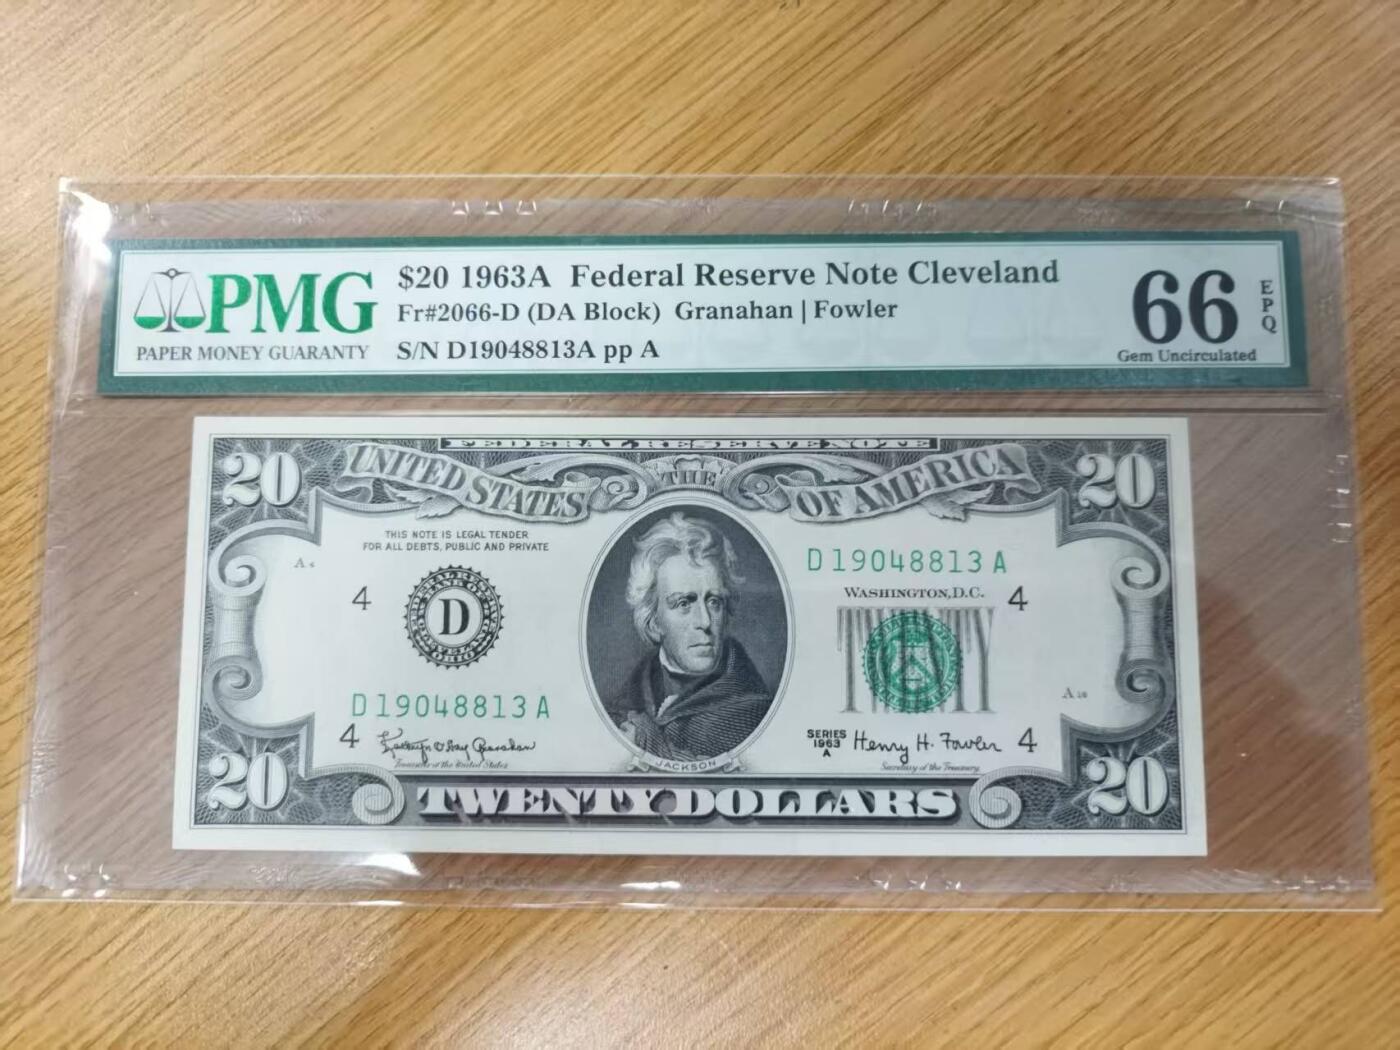 PMG
PAPER MONEY GUARANTY
$20 1963A Federal Reserve Note Cleveland
Fr#2066-D (DA Block) Granahan | Fowler
S/N D19048813A pp A
66
EPQ
Gem Uncirculated
FEDERAL RESERVE NOTE
20
UNITED STATES
THE
OF AMERICA
20
THIS NOTE IS LEGAL TENDER
FOR ALL DEBTS, PUBLIC AND PRIVATE
D 19048813 A
WASHINGTON, D.C.
4
D
4
D 19048813 A
4
Treasurer of the United States
JACKSON
SERIES
1963
A
Henry H. Fowler
Secretary of the Treasury
4
20
TWENTY DOLLARS
20